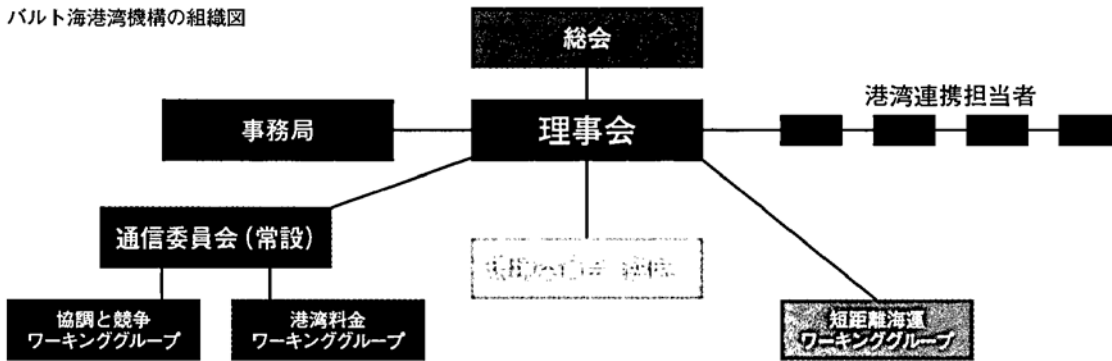 バルト海港湾機構の組織図
総会
港湾連携担当者
事務局
理事会
通信委員会(常設)
協調と競争
ワーキンググループ
港湾料金
ワーキンググループ
短距離海運
ワーキンググループ